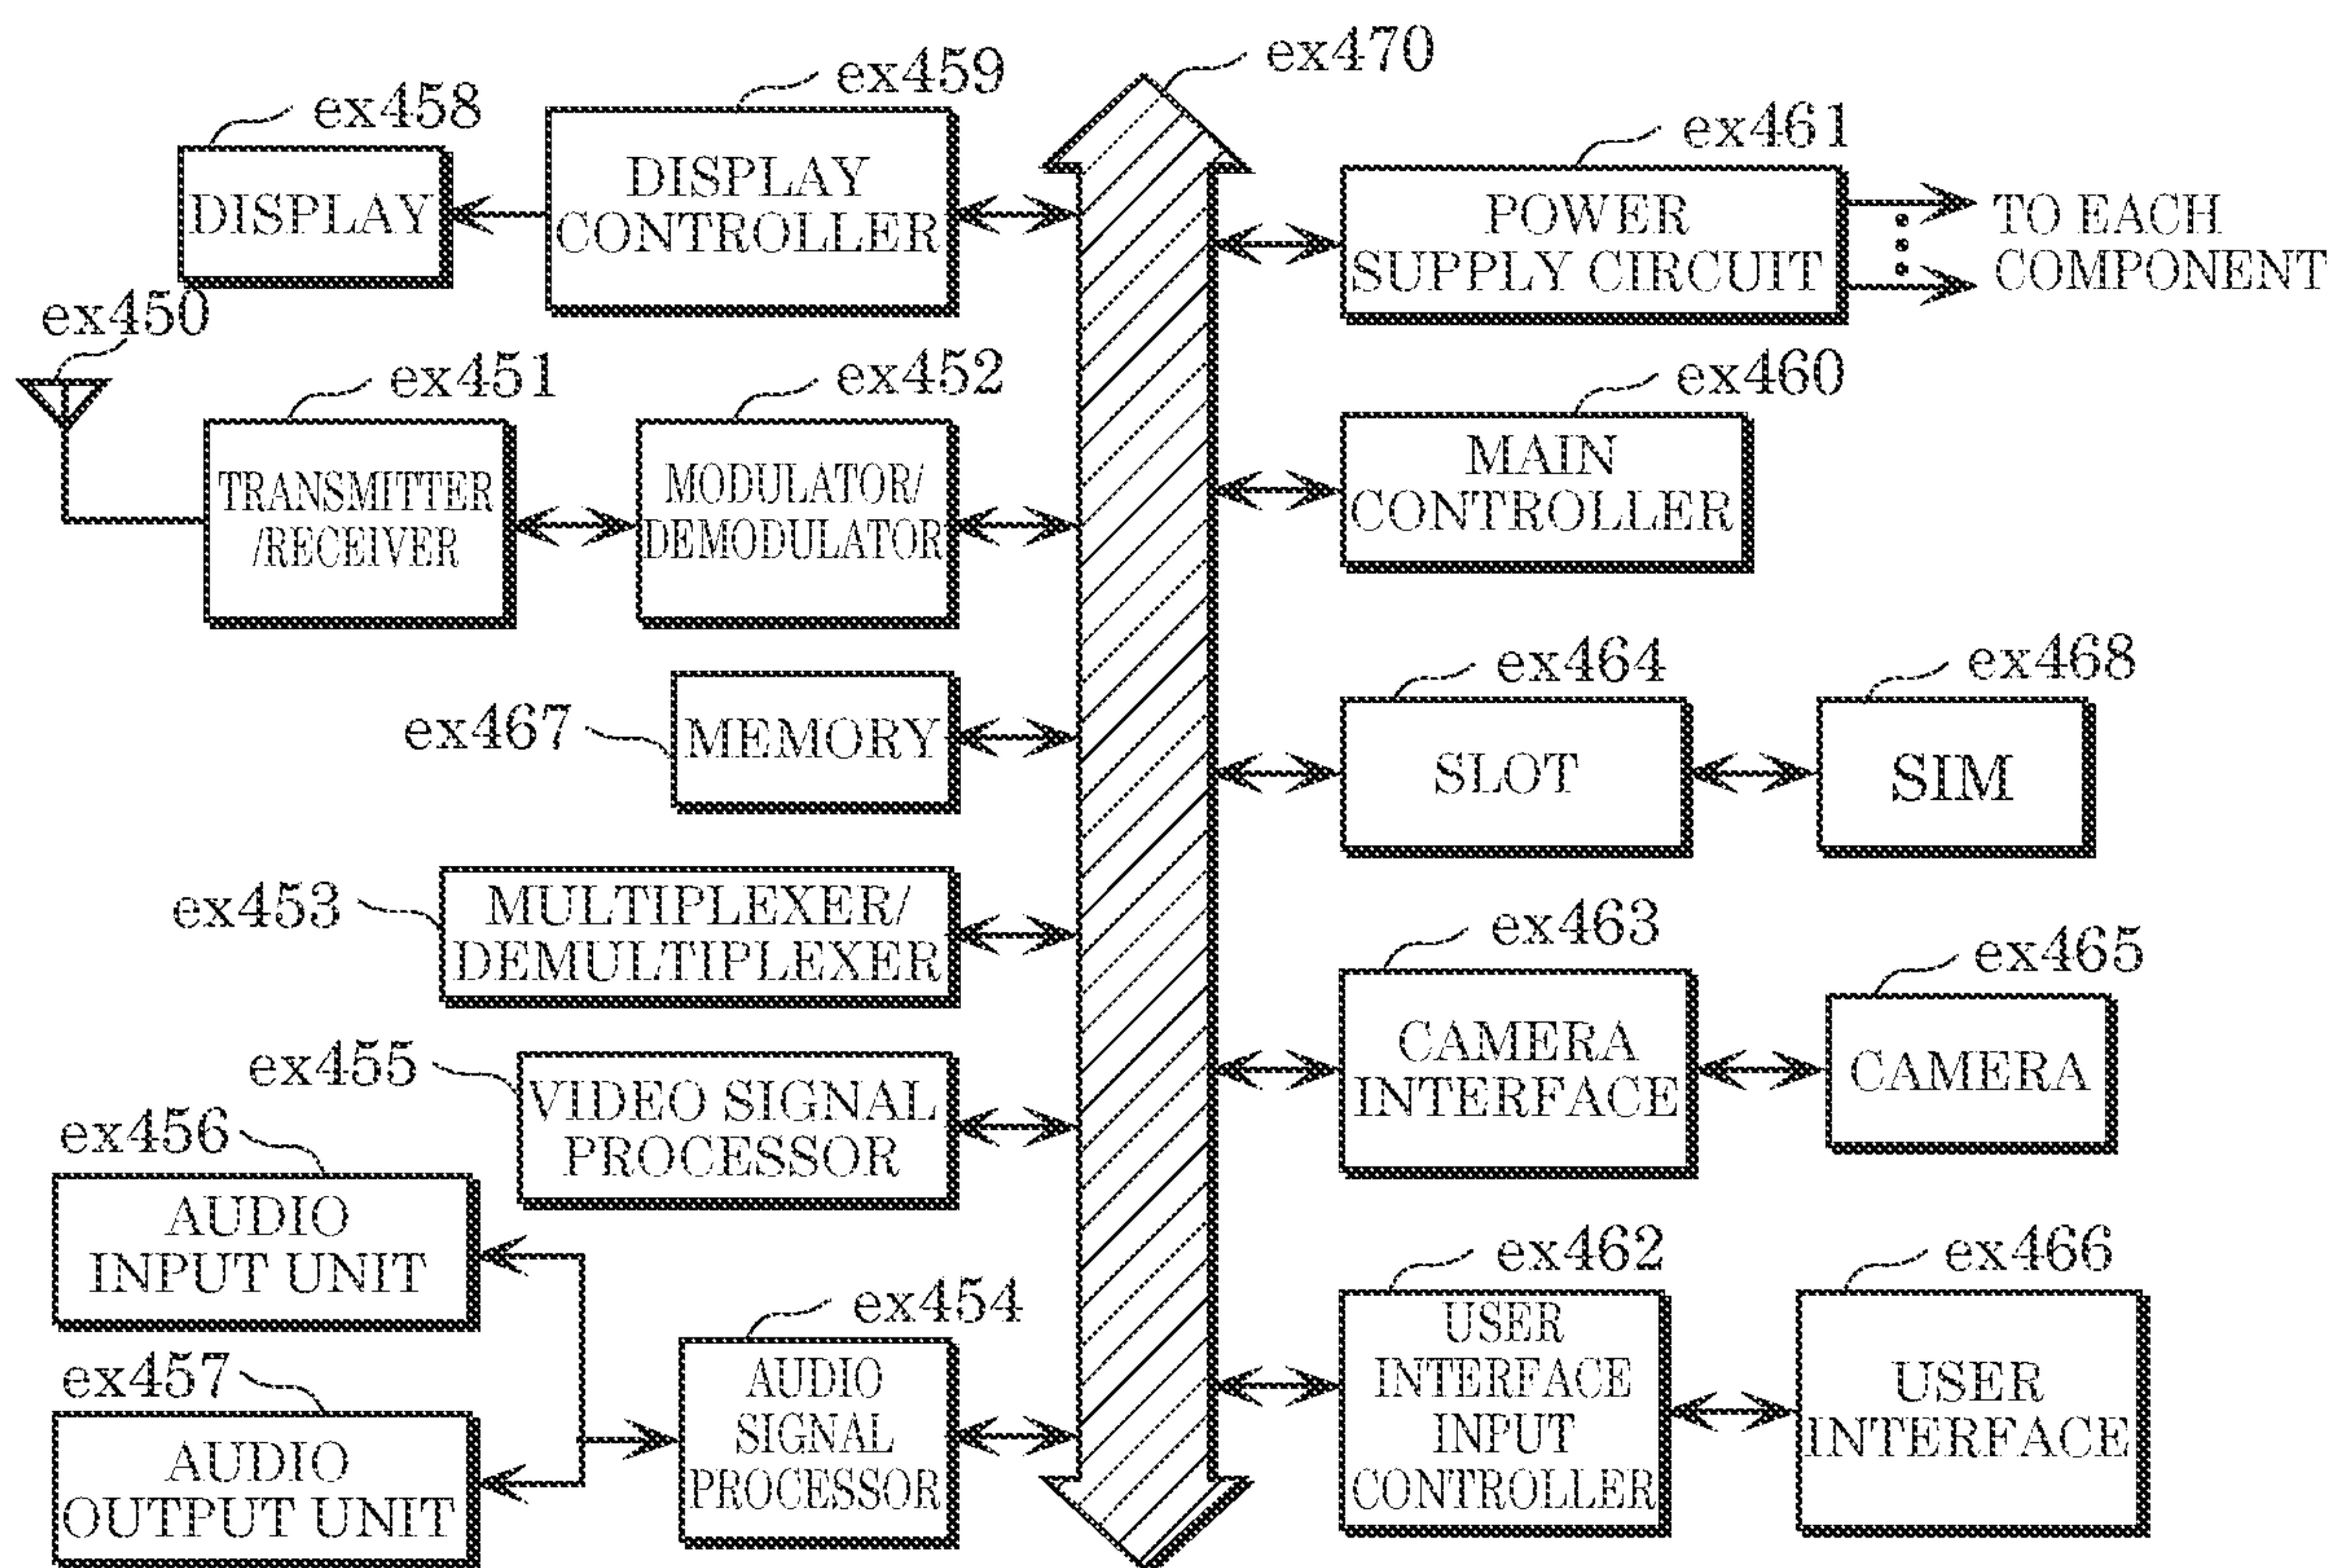 ex470
ex459
ex458
DISPLAY
DISPLAY
CONTROLLER
ex461
POWER
SUPPLY CIRCUIT
TO EACH
COMPONENT
ex450
ex451
TRANSMITTER
/RECEIVER
ex452
MODULATOR/
DEMODULATOR
ex460
MAIN
CONTROLLER
ex467
MEMORY
ex464
SLOT
ex468
SIM
ex453
MULTIPLEXER/
DEMULTIPLEXER
ex463
CAMERA
INTERFACE
ex465
CAMERA
ex455
VIDEO SIGNAL
PROCESSOR
ex456
AUDIO
INPUT UNIT
ex457
AUDIO
OUTPUT UNIT
ex454
AUDIO
SIGNAL
PROCESSOR
ex462
USER
INTERFACE
INPUT
CONTROLLER
ex466
USER
INTERFACE